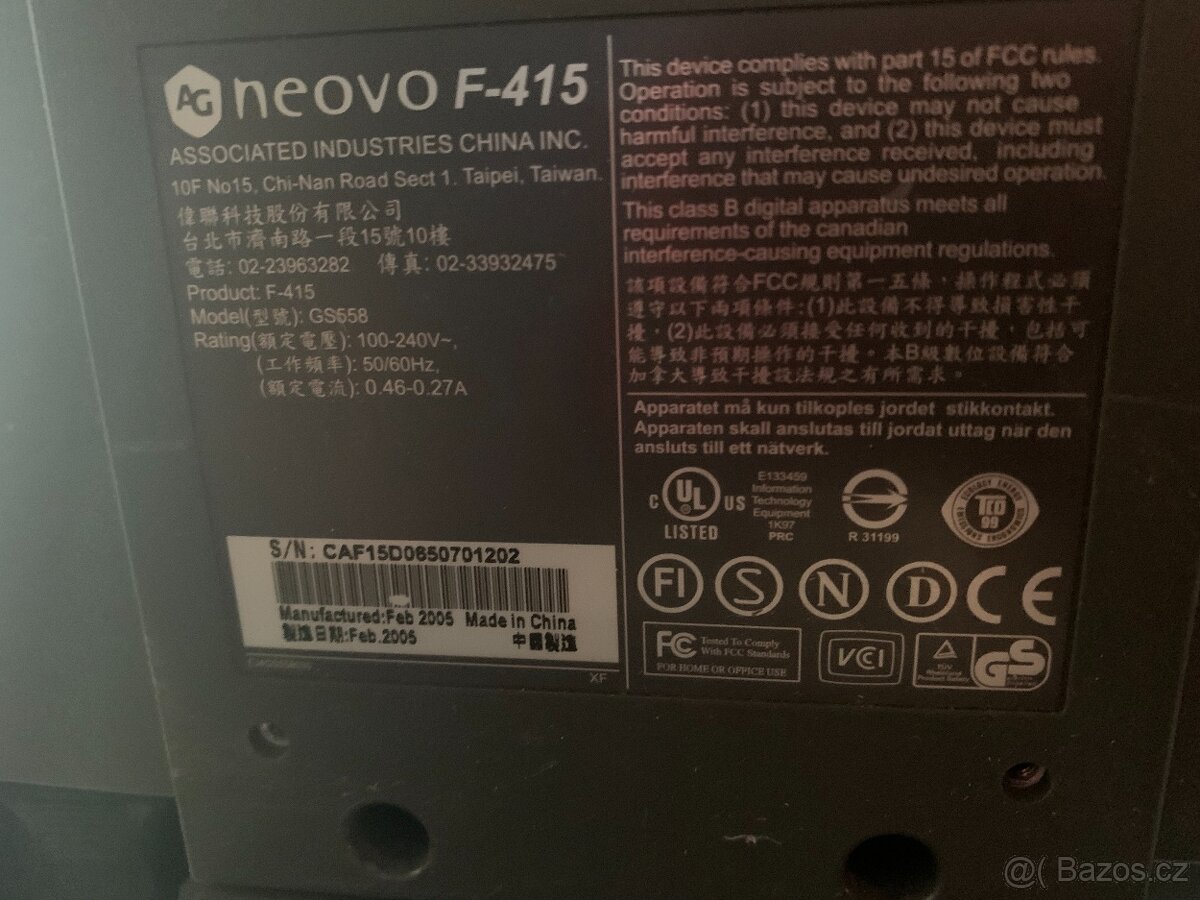 AG neovo F-415
ASSOCIATED INDUSTRIES CHINA INC.
10F No15, Chi-Nan Road Sect 1. Taipei, Taiwan.
偉聯科技股份有限公司
台北市濟南路一段15號10樓
電話: 02-23963282 傳真: 02-33932475
Product: F-415
Model(型號): GS558
Rating(額定電壓): 100-240V~,
(工作頻率): 50/60Hz,
(額定電流): 0.46-0.27A
S/N: CAF15D0650701202
Manufactured:Feb 2005 Made in China
製造日期:Feb.2005 中國製造
XF
This device complies with part 15 of FCC rules.
Operation is subject to the following two
conditions: (1) this device may not cause
harmful interference, and (2) this device must
accept any interference received, including
interference that may cause undesired operation.
This class B digital apparatus meets all
requirements of the canadian
interference-causing equipment regulations.
該項設備符合FCC規則第一五條，操作程式必須
遵守以下兩項條件:(1)此設備不得導致損害性干
擾，(2)此設備必須接受任何收到的干擾，包括可
能導致非預期操作的干擾。本B級數位設備符合
加拿大導致干擾設法規之有所需求。
Apparatet må kun tilkoples jordet stikkontakt.
Apparaten skall anslutas till jordat uttag när den
ansluts till ett nätverk.
C UL US
LISTED
E133459
Information
Technology
Equipment
1K97
PRC
R 31199
TCO
99
FI S N D CE
FC Tested To Comply
With FCC Standards
FOR HOME OR OFFICE USE
VCCI
TÜV
Rheinland
Product Safety
GS
@( Bazos.cz